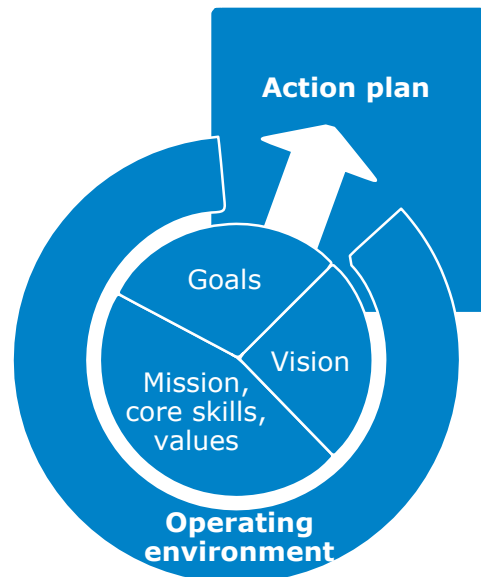 Action plan
Goals
Vision
Mission,
core skills,
values
Operating
environment